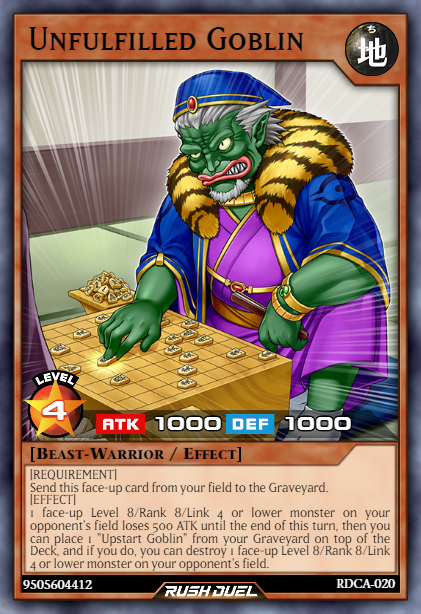 Unfulfilled Goblin
ち
地
LEVEL
4
ATK 1000 DEF 1000
[Beast-Warrior / Effect]
[REQUIREMENT]
Send this face-up card from your field to the Graveyard.
[EFFECT]
1 face-up Level 8/Rank 8/Link 4 or lower monster on your
opponent's field loses 500 ATK until the end of this turn, then you
can place 1 "Upstart Goblin" from your Graveyard on top of the
Deck, and if you do, you can destroy 1 face-up Level 8/Rank 8/Link
4 or lower monster on your opponent's field.
9505604412
RUSH DUEL
RDCA-020